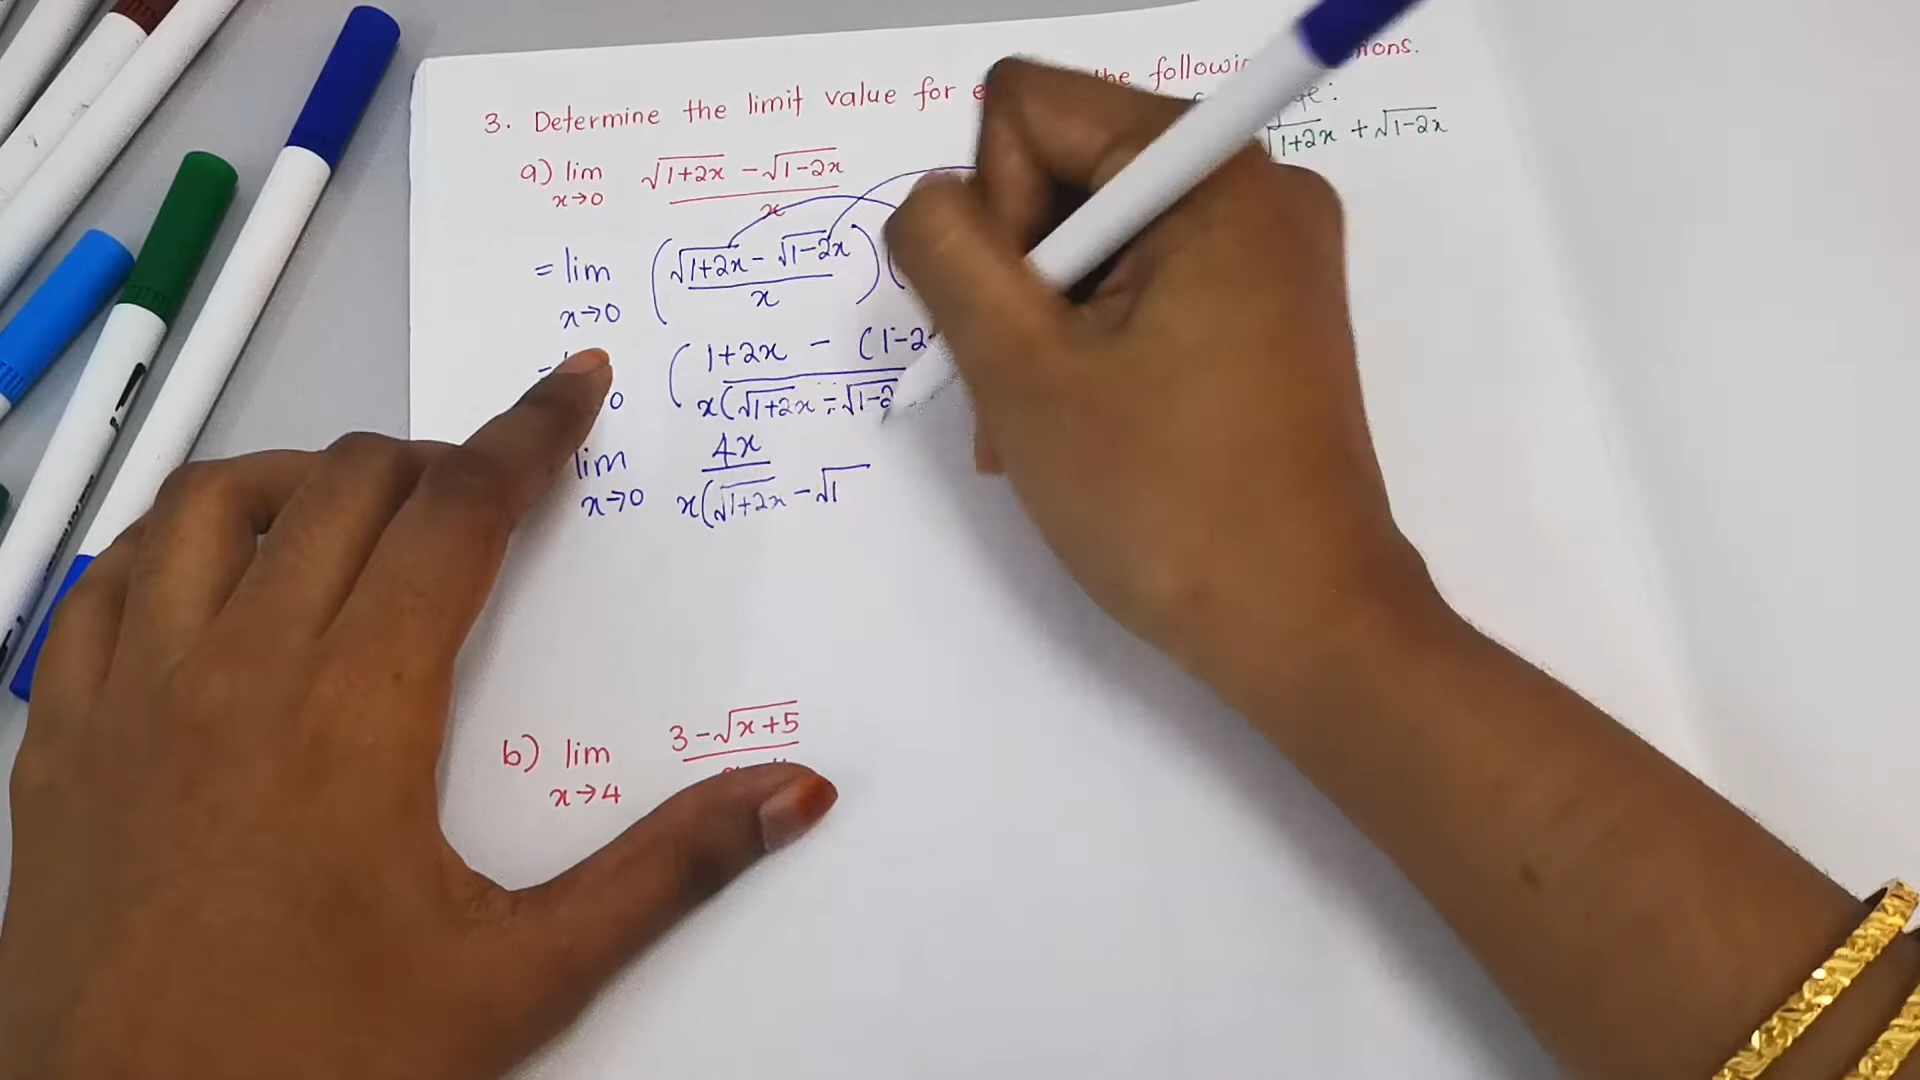 3. Determine the limit value for the following
√1+2x + √1-2x
a) lim √1+2x - √1-2x
x→0 x
= lim (√1+2x - √1-2x) (
x→0 x
= (1+2x - (1-2
0 x(√1+2x - √1-2
lim 4x
x→0 x(√1+2x - √1
b) lim 3-√x+5
x→4